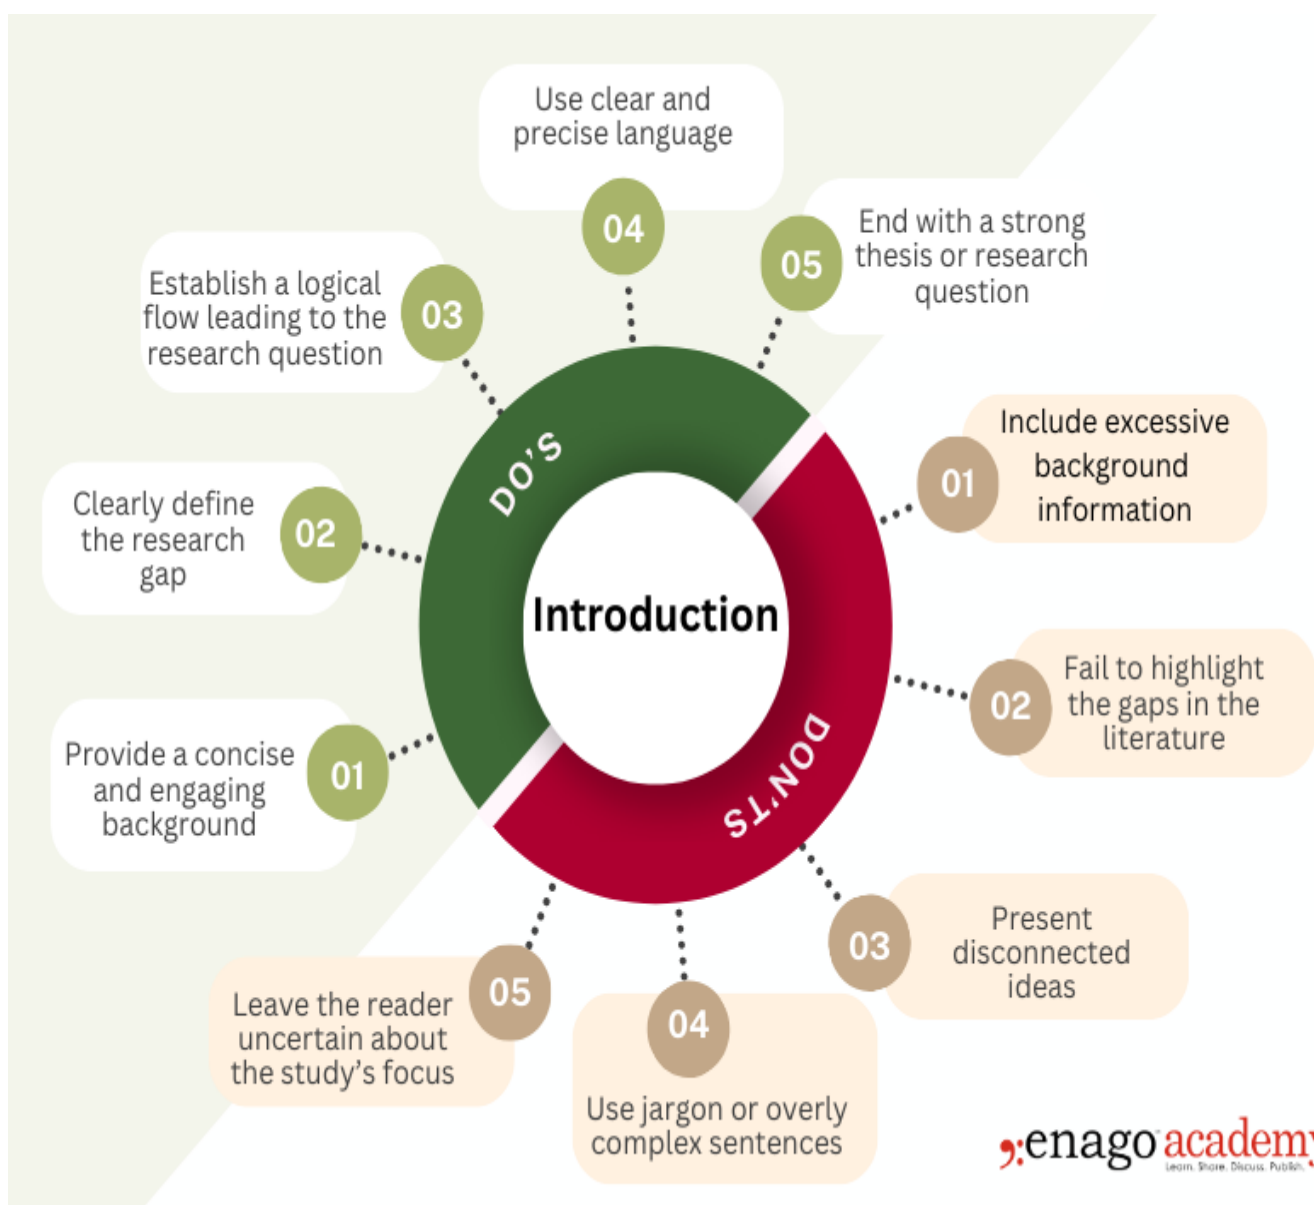 Introduction
DO'S
01
Provide a concise
and engaging
background
02
Clearly define
the research
gap
03
Establish a logical
flow leading to the
research question
04
Use clear and
precise language
05
End with a strong
thesis or research
question
DON'TS
01
Include excessive
background
information
02
Fail to highlight
the gaps in the
literature
03
Present
disconnected
ideas
04
Use jargon or overly
complex sentences
05
Leave the reader
uncertain about
the study's focus
enago academy
Learn. Share. Discuss. Publish.